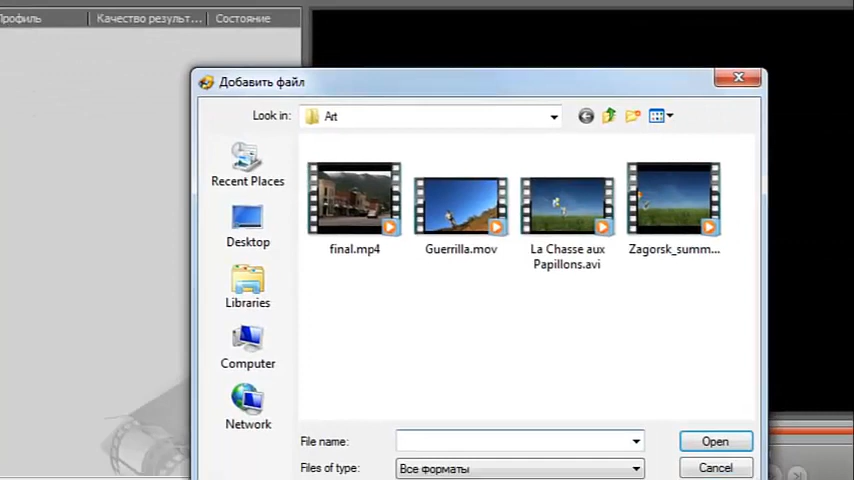 Профиль
Качество результ...
Состояние
Добавить файл
Look in:
Art
Recent Places
Desktop
Libraries
Computer
Network
final.mp4
Guerrilla.mov
La Chasse aux
Papillons.avi
Zagorsk_summ...
File name:
Open
Files of type:
Все форматы
Cancel